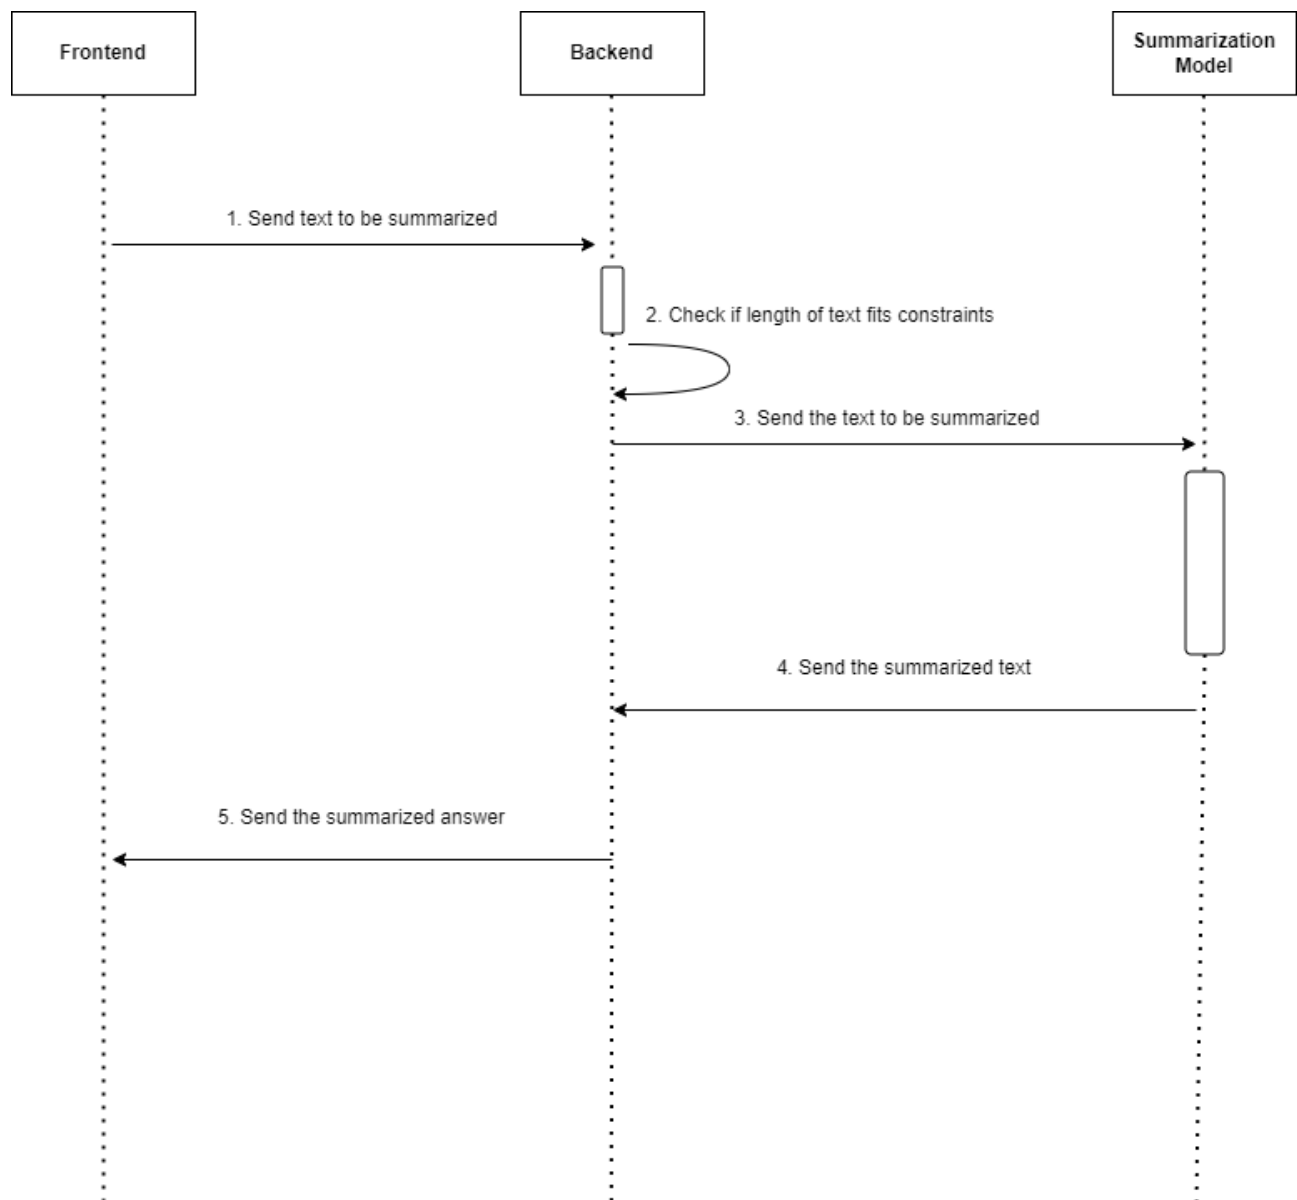 Frontend
Backend
Summarization
Model
1. Send text to be summarized
2. Check if length of text fits constraints
3. Send the text to be summarized
4. Send the summarized text
5. Send the summarized answer